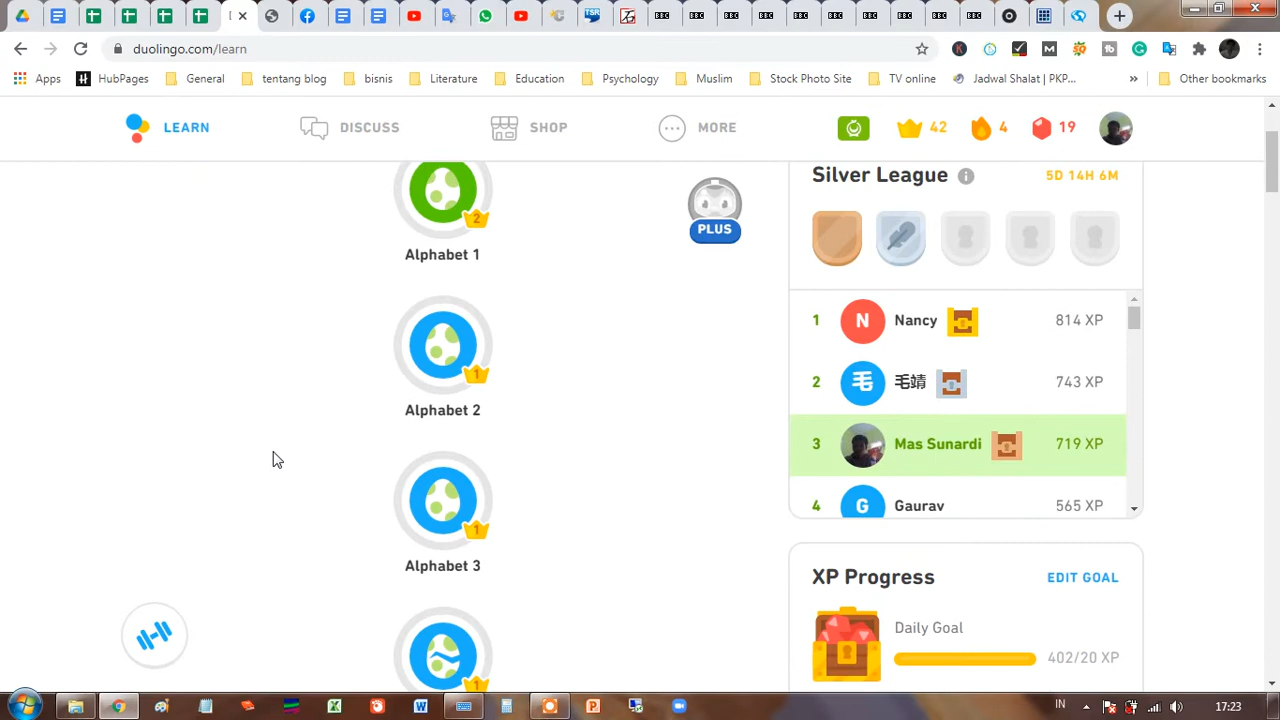 duolingo.com/learn
Apps
HubPages
General
tentang blog
bisnis
Literature
Education
Psychology
Muslim
Stock Photo Site
TV online
Jadwal Shalat | PKP...
»
Other bookmarks
LEARN
DISCUSS
SHOP
MORE
42
4
19
2
Alphabet 1
PLUS
1
Alphabet 2
1
Alphabet 3
1
Silver League
5D 14H 6M
1 N Nancy 814 XP
2 毛 毛靖 743 XP
3 Mas Sunardi 719 XP
4 G Gaurav 565 XP
XP Progress
EDIT GOAL
Daily Goal
402/20 XP
IN
17:23